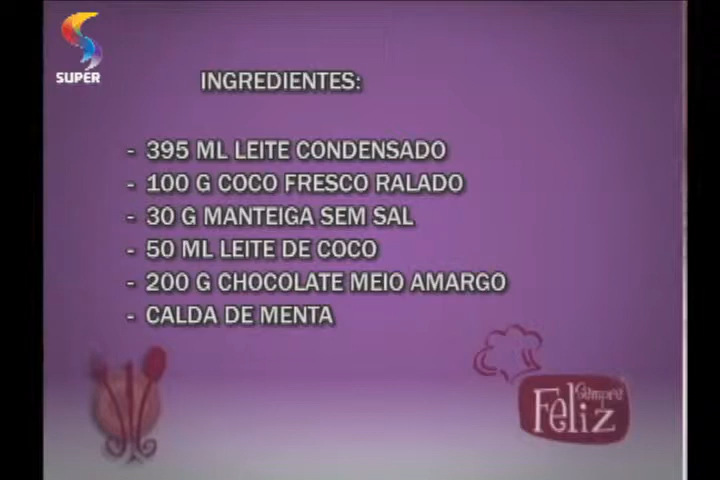 SUPER
INGREDIENTES:
- 395 ML LEITE CONDENSADO
- 100 G COCO FRESCO RALADO
- 30 G MANTEIGA SEM SAL
- 50 ML LEITE DE COCO
- 200 G CHOCOLATE MEIO AMARGO
- CALDA DE MENTA
Sempre
Feliz